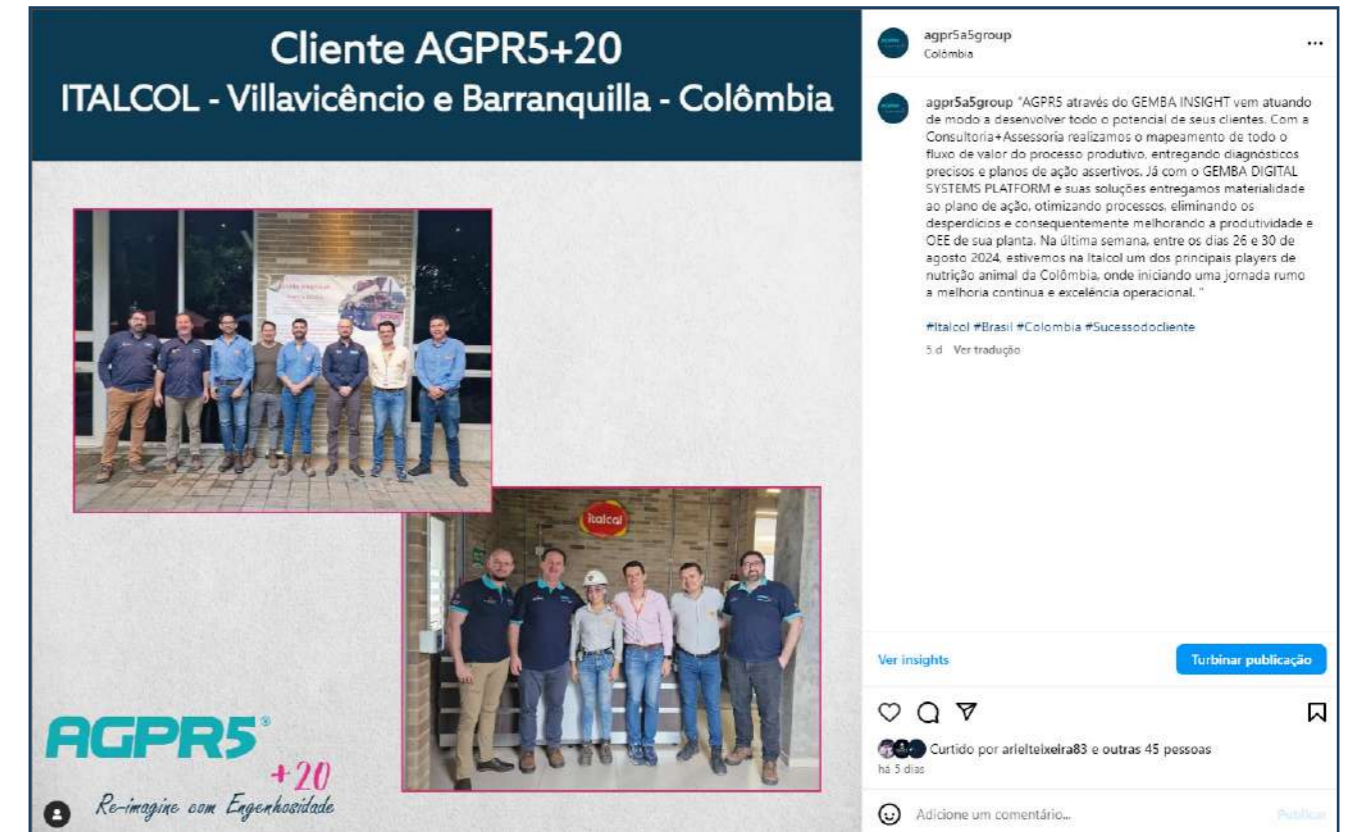 Cliente AGPR5+20
ITALCOL - Villavicêncio e Barranquilla - Colômbia
italcol
AGPR5®
+20
Re-imagine com Engenhosidade
agpr5a5group
Colômbia
agpr5a5group "AGPR5 através do GEMBA INSIGHT vem atuando
de modo a desenvolver todo o potencial de seus clientes. Com a
Consultoria+Assessoria realizamos o mapeamento de todo o
fluxo de valor do processo produtivo, entregando diagnósticos
precisos e planos de ação assertivos. Já com o GEMBA DIGITAL
SYSTEMS PLATFORM e suas soluções entregamos materialidade
ao plano de ação, otimizando processos, eliminando os
desperdícios e consequentemente melhorando a produtividade e
OEE de sua planta. Na última semana, entre os dias 26 e 30 de
agosto 2024, estivemos na Italcol um dos principais players de
nutrição animal da Colômbia, onde iniciando uma jornada rumo
a melhoria continua e excelência operacional. "
#Italcol #Brasil #Colombia #Sucessodocliente
5 d Ver tradução
Ver insights
Turbinar publicação
Curtido por arielteixeira83 e outras 45 pessoas
há 5 dias
Adicione um comentário...
Publicar